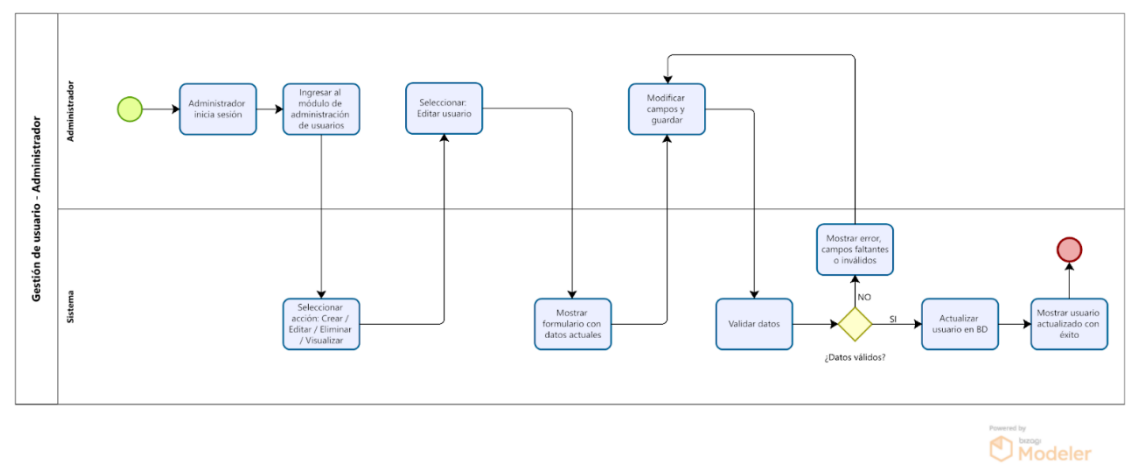 Gestión de usuario - Administrador
Administrador
Administrador
inicia sesión
Ingresar al
módulo de
administración
de usuarios
Seleccionar:
Editar usuario
Modificar
campos y
guardar
Sistema
Seleccionar
acción: Crear /
Editar / Eliminar
/ Visualizar
Mostrar
formulario con
datos actuales
Validar datos
Mostrar error,
campos faltantes
o inválidos
NO
SI
¿Datos válidos?
Actualizar
usuario en BD
Mostrar usuario
actualizado con
éxito
Powered by
bizagi
Modeler